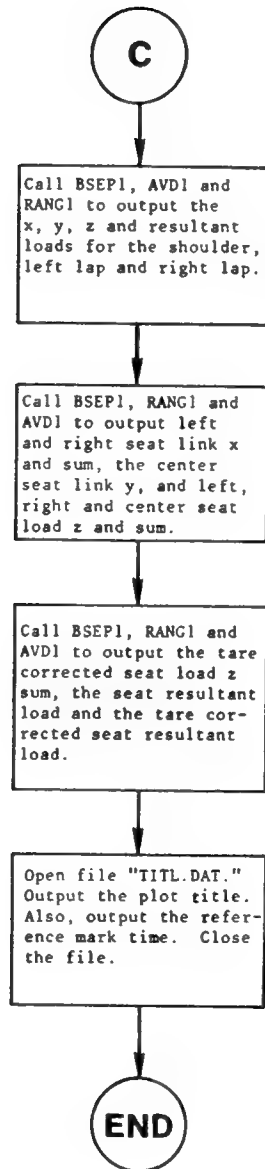 C
Call BSEP1, AVD1 and
RANG1 to output the
x, y, z and resultant
loads for the shoulder,
left lap and right lap.
Call BSEP1, RANG1 and
AVD1 to output left
and right seat link x
and sum, the center
seat link y, and left,
right and center seat
load z and sum.
Call BSEP1, RANG1 and
AVD1 to output the tare
corrected seat load z
sum, the seat resultant
load and the tare cor-
rected seat resultant
load.
Open file "TITL.DAT."
Output the plot title.
Also, output the refer-
ence mark time. Close
the file.
END